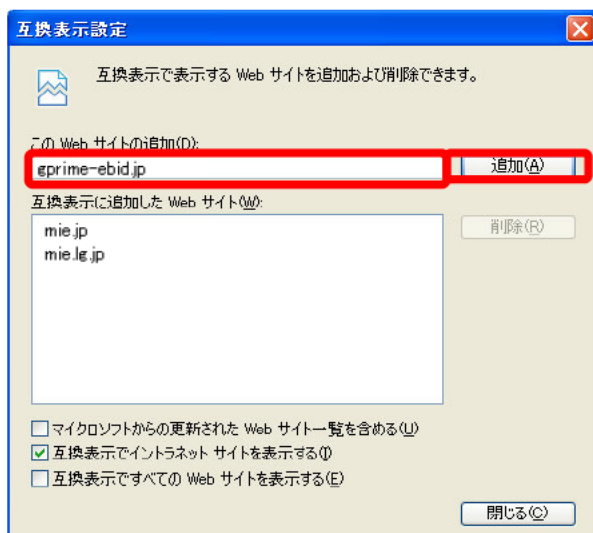 互換表示設定
互換表示で表示する Web サイトを追加および削除できます。
この Web サイトの追加(D):
gprime-ebid.jp
追加(A)
互換表示に追加した Web サイト(W):
mie.jp
mie.lg.jp
削除(R)
マイクロソフトからの更新された Web サイト一覧を含める(U)
互換表示でイントラネット サイトを表示する(I)
互換表示ですべての Web サイトを表示する(E)
閉じる(C)